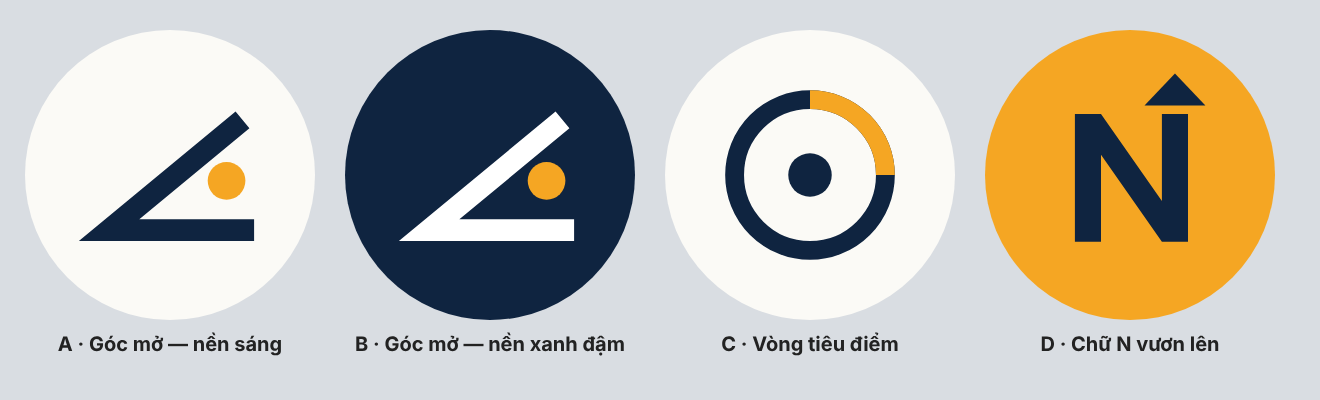 N
A · Góc mở — nền sáng
B · Góc mở — nền xanh đậm
C · Vòng tiêu điểm
D · Chữ N vươn lên